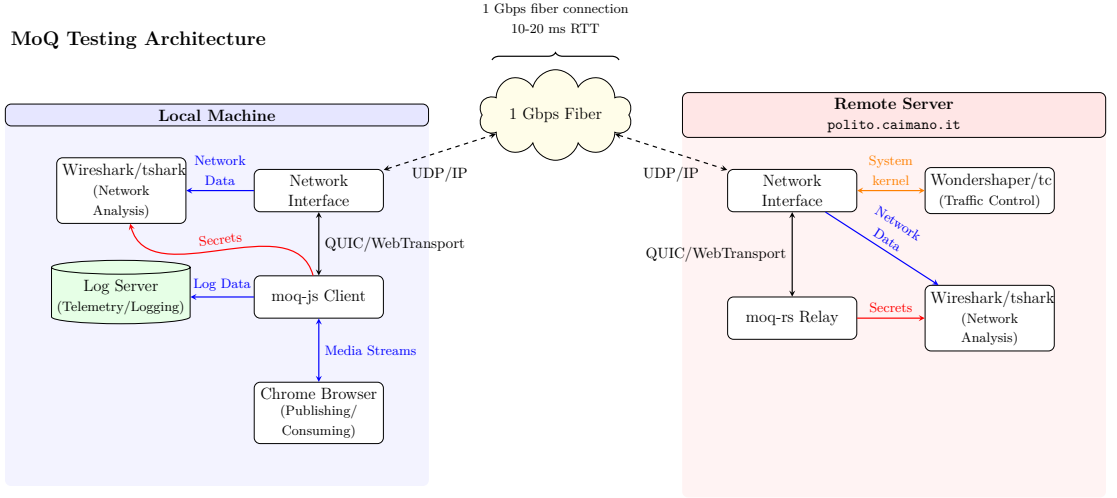 1 Gbps fiber connection
10-20 ms RTT
MoQ Testing Architecture
1 Gbps Fiber
Local Machine
UDP/IP
Wireshark/tshark
(Network
Analysis)
Network
Data
Network
Interface
Secrets
QUIC/WebTransport
Log Server
(Telemetry/Logging)
Log Data
moq-js Client
Media Streams
Chrome Browser
(Publishing/
Consuming)
Remote Server
polito.caimano.it
UDP/IP
Network
Interface
System
kernel
Wondershaper/tc
(Traffic Control)
Network
Data
QUIC/WebTransport
moq-rs Relay
Secrets
Wireshark/tshark
(Network
Analysis)